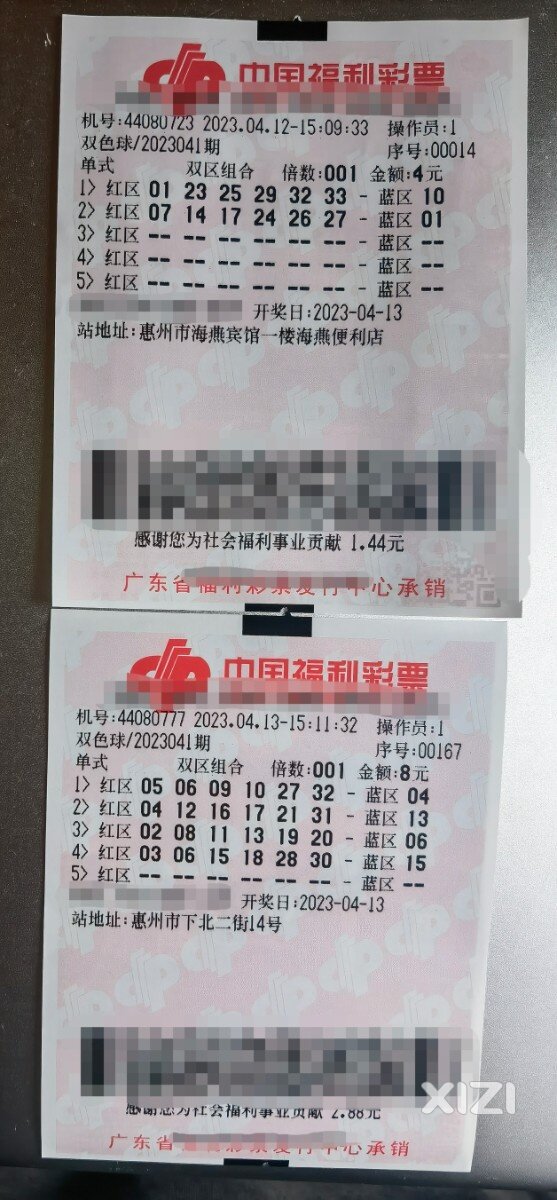 中国福利彩票
机号:44080723 2023.04.12-15:09:33 操作员:1
双色球/2023041期 序号:00014
单式 双区组合 倍数:001 金额:4元
1> 红区 01 23 25 29 32 33 - 蓝区 10
2> 红区 07 14 17 24 26 27 - 蓝区 01
3> 红区 -- -- -- -- -- -- - 蓝区 --
4> 红区 -- -- -- -- -- -- - 蓝区 --
5> 红区 -- -- -- -- -- -- - 蓝区 --
开奖日:2023-04-13
站地址:惠州市海燕宾馆一楼海燕便利店
感谢您为社会福利事业贡献 1.44元
广东省福利彩票发行中心承销
中国福利彩票
机号:44080777 2023.04.13-15:11:32 操作员:1
双色球/2023041期 序号:00167
单式 双区组合 倍数:001 金额:8元
1> 红区 05 06 09 10 27 32 - 蓝区 04
2> 红区 04 12 16 17 21 31 - 蓝区 13
3> 红区 02 08 11 13 19 20 - 蓝区 06
4> 红区 03 06 15 18 28 30 - 蓝区 15
5> 红区 -- -- -- -- -- -- - 蓝区 --
开奖日:2023-04-13
站地址:惠州市下北二街14号
感谢您为社会福利事业贡献 2.88元
广东省 中心承销
XIZI